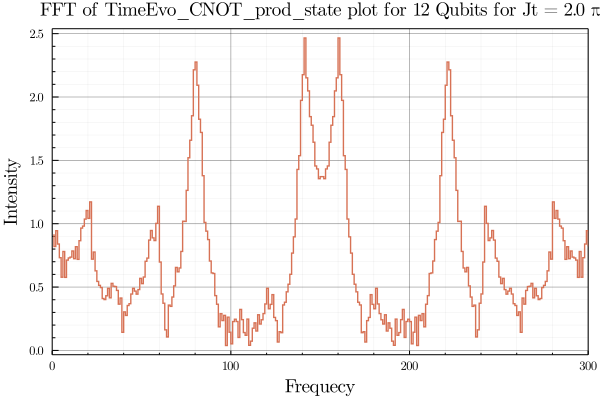 FFT of TimeEvo_CNOT_prod_state plot for 12 Qubits for Jt = 2.0 π
2.5
2.0
1.5
1.0
0.5
0.0
Intensity
0 100 200 300
Frequecy